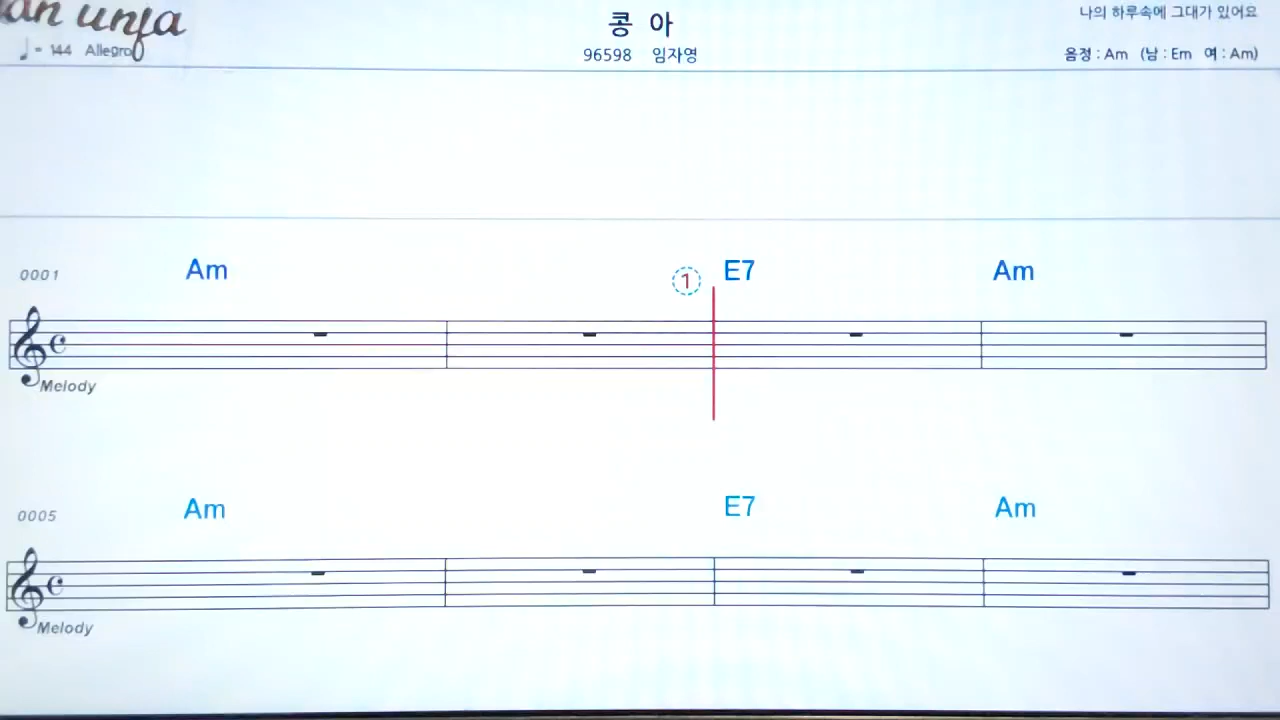 콩 아
나의 하루속에 그대가 있어요
♩ = 144 Allegro
96598 임자영
음정 : Am (남 : Em 여 : Am)
0001 Am ① E7 Am
Melody
0005 Am E7 Am
Melody